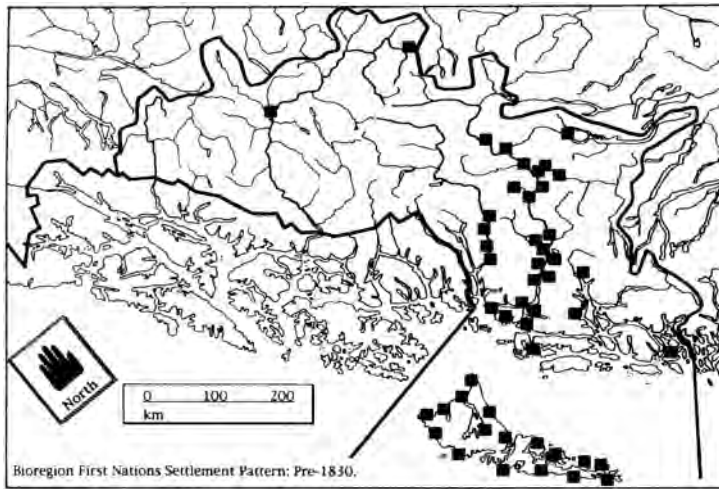 North
0 100 200
km
Bioregion First Nations Settlement Pattern: Pre-1830.